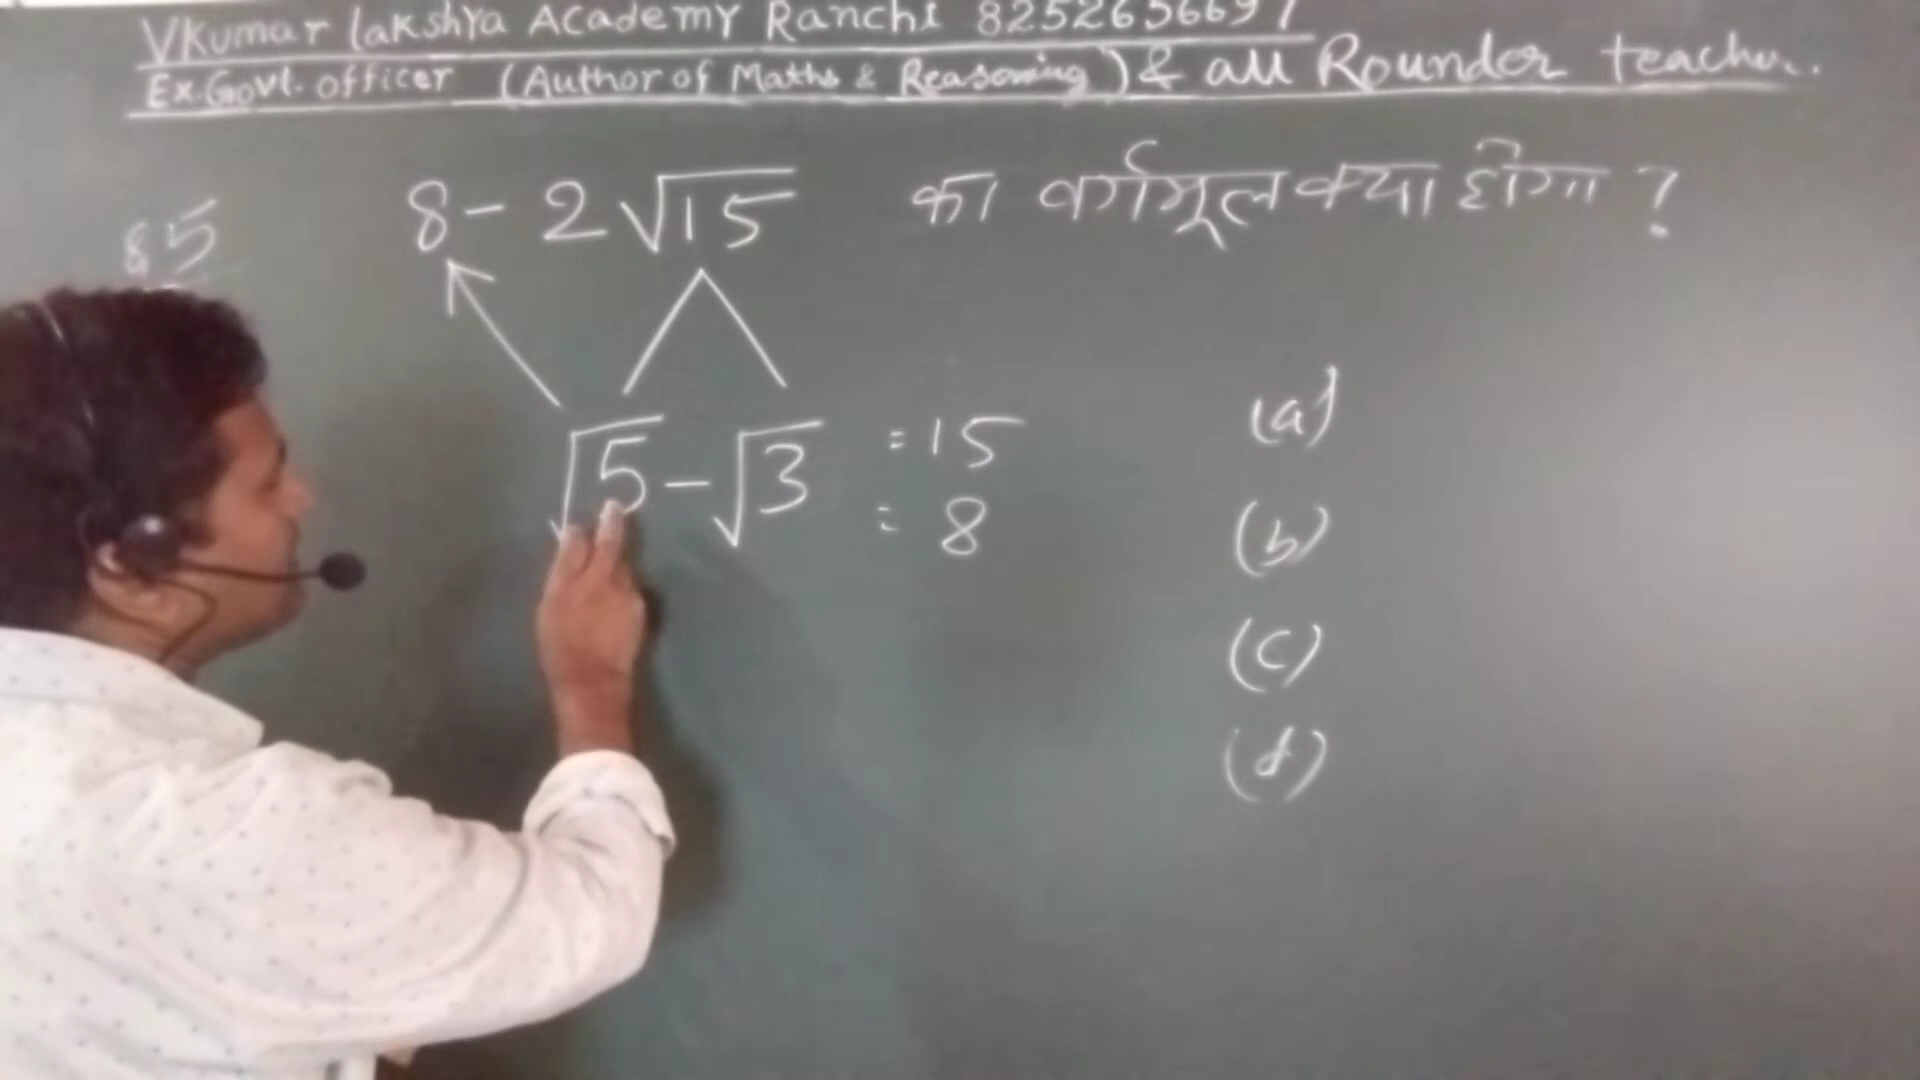 VKumar Lakshya Academy Ranchi 8252656697
Ex.Govt. officer (Author of Maths & Reasoning) & all Rounder teacher..
85
8 - 2√15 का वर्गमूल क्या होगा ?
√5 - √3 = 15
= 8
(a)
(b)
(c)
(d)